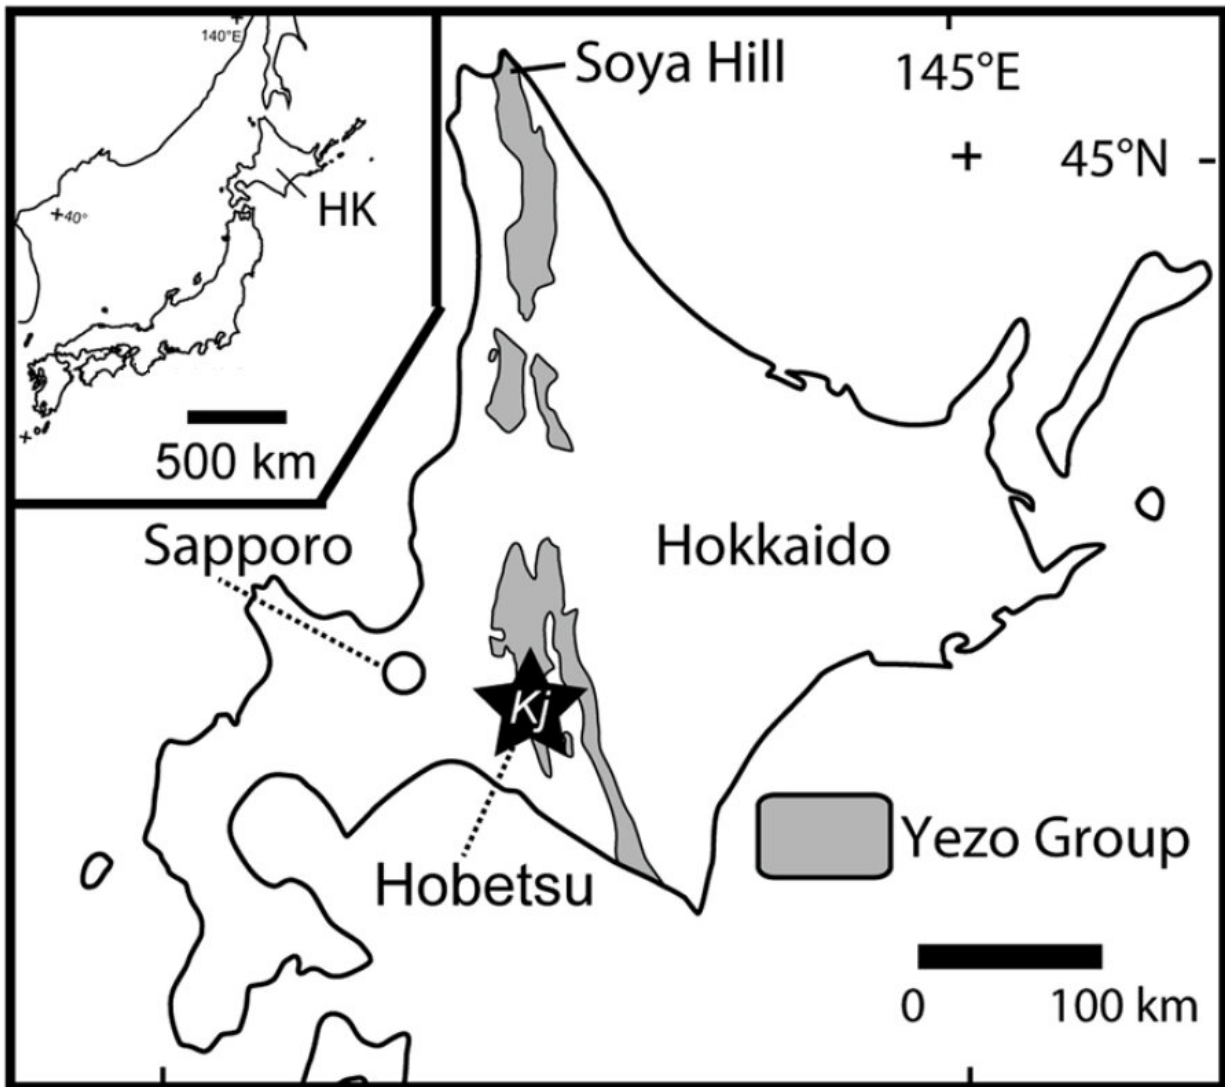 140°E
Soya Hill
145°E
+ 45°N -
HK
+40°
500 km
Sapporo
Hokkaido
Kj
Yezo Group
Hobetsu
0 100 km